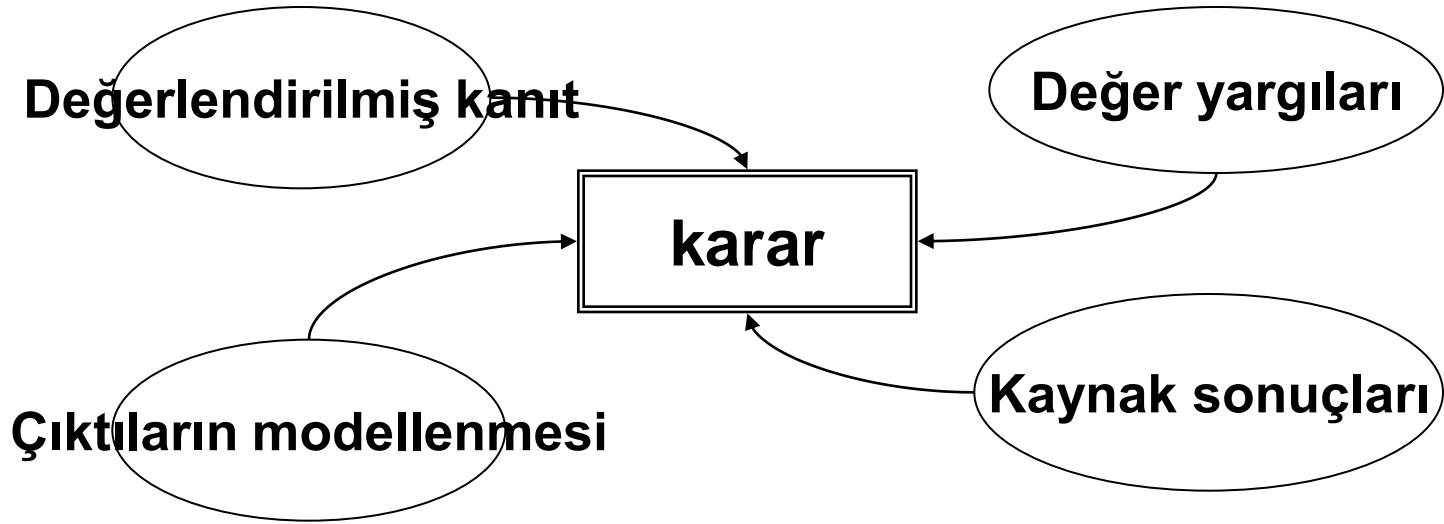 Değerlendirilmiş kanıt
Değer yargıları
karar
Kaynak sonuçları
Çıktıların modellenmesi